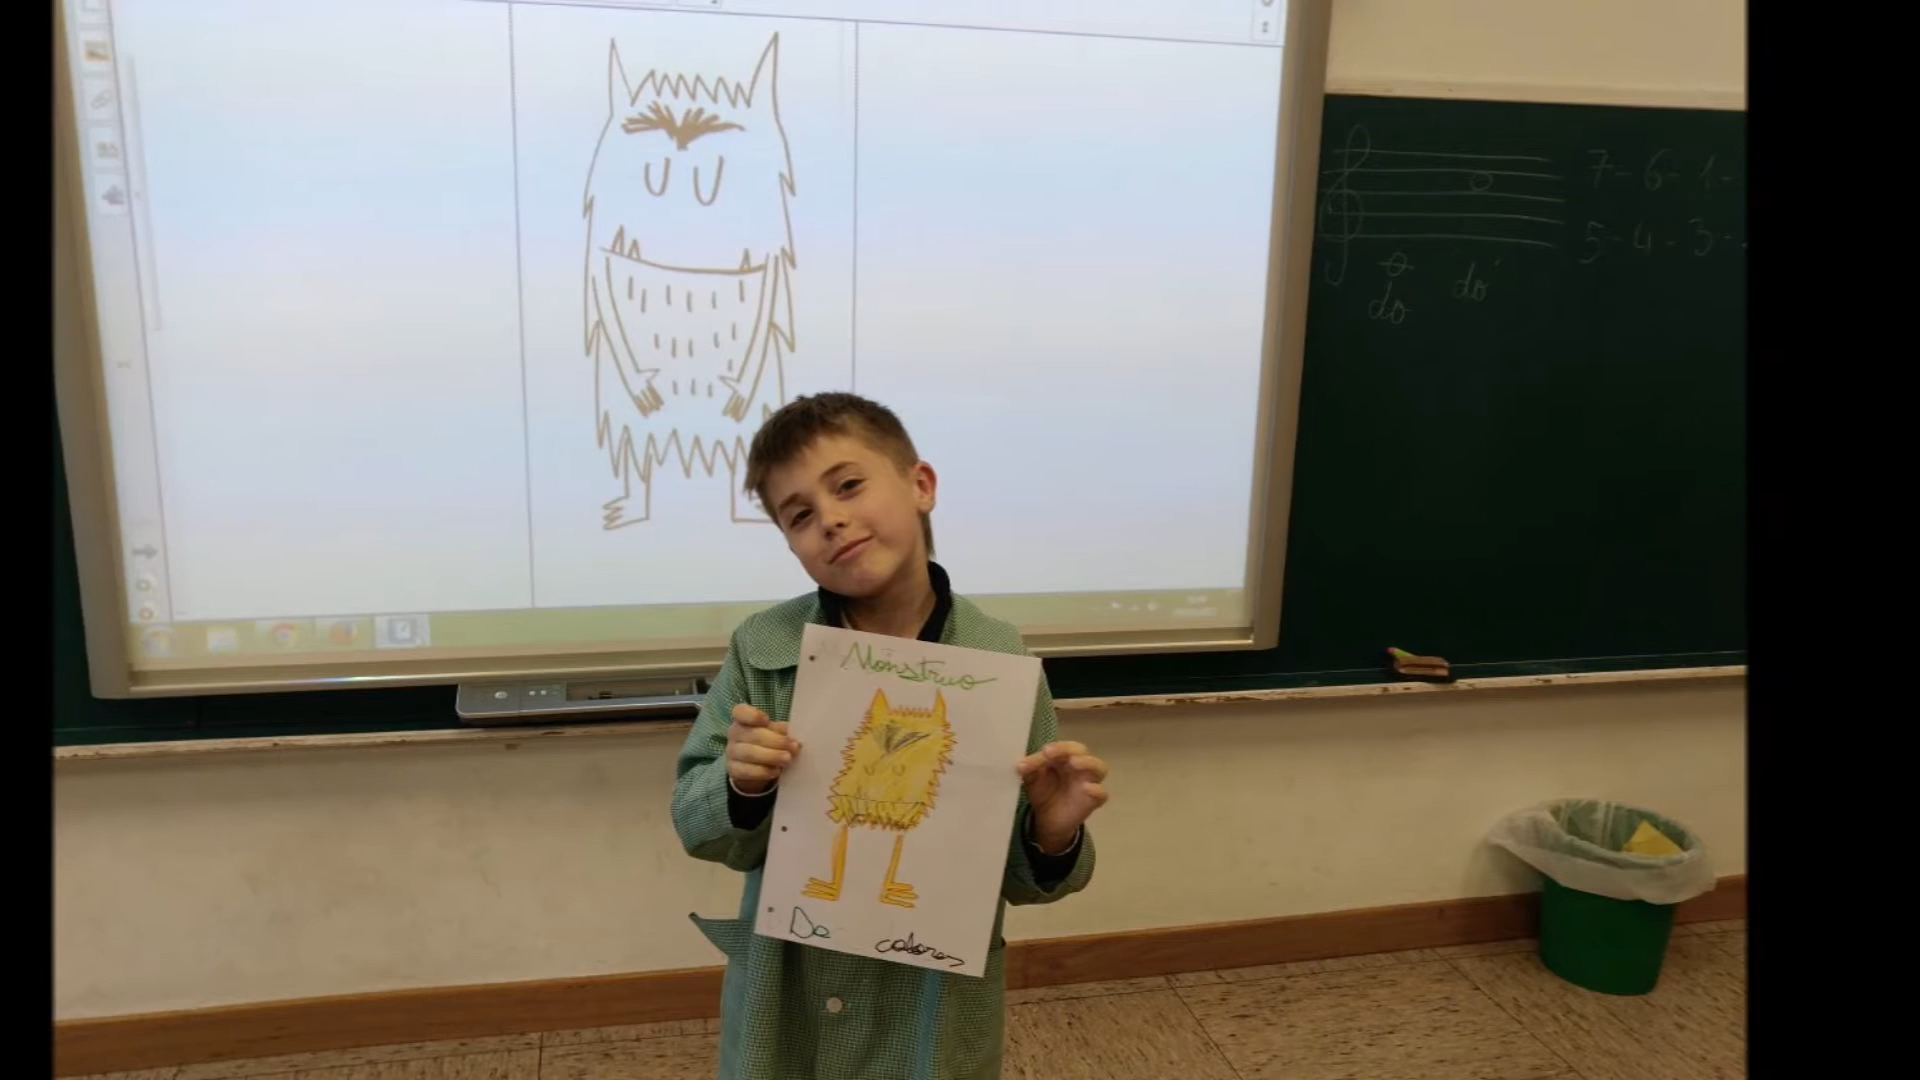 7 - 6 - 1 -
5 - 4 - 3 -
do
do'
Monstruo
De colores